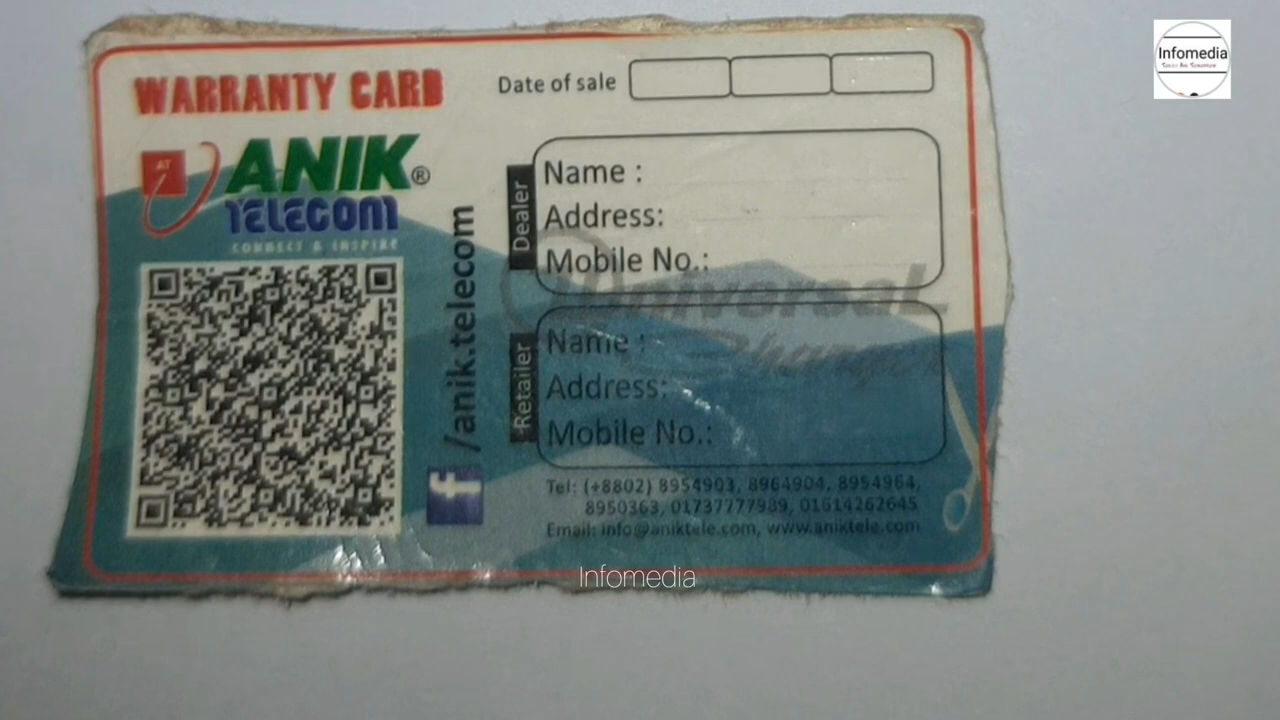 WARRANTY CARD
Date of sale
Infomedia
AT
ANIK®
TELECOM
CONNECT & INSPIRE
/anik.telecom
f
Dealer
Name :
Address:
Mobile No.:
Universal
Retailer
Name :
Address:
Mobile No.:
Tel: (+8802) 8954903, 8964904, 8954964,
8950363, 01737777989, 01614262645
Email: info@aniktele.com, www.aniktele.com
Infomedia